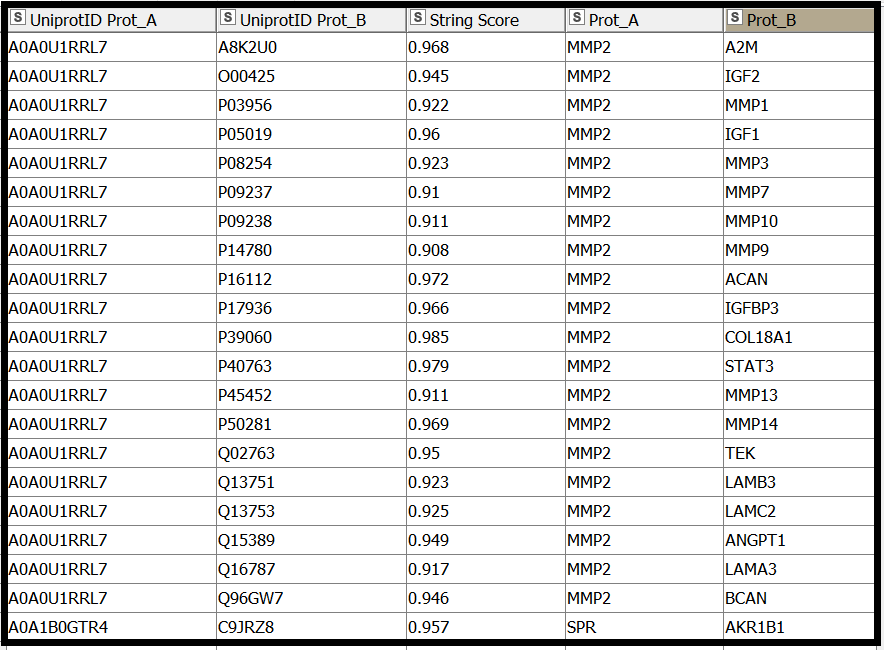 S UniprotID Prot_A S UniprotID Prot_B S String Score S Prot_A S Prot_B
A0A0U1RRL7 A8K2U0 0.968 MMP2 A2M
A0A0U1RRL7 O00425 0.945 MMP2 IGF2
A0A0U1RRL7 P03956 0.922 MMP2 MMP1
A0A0U1RRL7 P05019 0.96 MMP2 IGF1
A0A0U1RRL7 P08254 0.923 MMP2 MMP3
A0A0U1RRL7 P09237 0.91 MMP2 MMP7
A0A0U1RRL7 P09238 0.911 MMP2 MMP10
A0A0U1RRL7 P14780 0.908 MMP2 MMP9
A0A0U1RRL7 P16112 0.972 MMP2 ACAN
A0A0U1RRL7 P17936 0.966 MMP2 IGFBP3
A0A0U1RRL7 P39060 0.985 MMP2 COL18A1
A0A0U1RRL7 P40763 0.979 MMP2 STAT3
A0A0U1RRL7 P45452 0.911 MMP2 MMP13
A0A0U1RRL7 P50281 0.969 MMP2 MMP14
A0A0U1RRL7 Q02763 0.95 MMP2 TEK
A0A0U1RRL7 Q13751 0.923 MMP2 LAMB3
A0A0U1RRL7 Q13753 0.925 MMP2 LAMC2
A0A0U1RRL7 Q15389 0.949 MMP2 ANGPT1
A0A0U1RRL7 Q16787 0.917 MMP2 LAMA3
A0A0U1RRL7 Q96GW7 0.946 MMP2 BCAN
A0A1B0GTR4 C9JRZ8 0.957 SPR AKR1B1